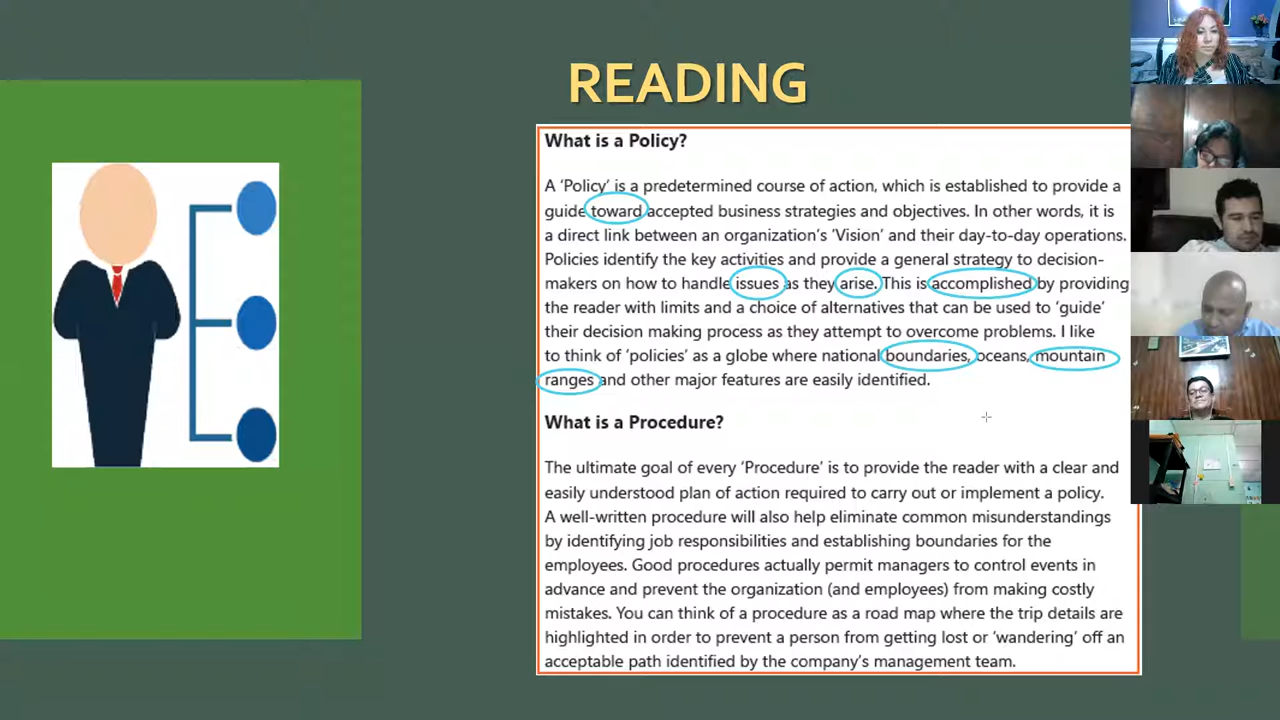 READING
What is a Policy?
A ‘Policy’ is a predetermined course of action, which is established to provide a
guide toward accepted business strategies and objectives. In other words, it is
a direct link between an organization’s ‘Vision’ and their day-to-day operations.
Policies identify the key activities and provide a general strategy to decision-
makers on how to handle issues as they arise. This is accomplished by providing
the reader with limits and a choice of alternatives that can be used to ‘guide’
their decision making process as they attempt to overcome problems. I like
to think of ‘policies’ as a globe where national boundaries, oceans, mountain
ranges and other major features are easily identified.
What is a Procedure?
The ultimate goal of every ‘Procedure’ is to provide the reader with a clear and
easily understood plan of action required to carry out or implement a policy.
A well-written procedure will also help eliminate common misunderstandings
by identifying job responsibilities and establishing boundaries for the
employees. Good procedures actually permit managers to control events in
advance and prevent the organization (and employees) from making costly
mistakes. You can think of a procedure as a road map where the trip details are
highlighted in order to prevent a person from getting lost or ‘wandering’ off an
acceptable path identified by the company’s management team.